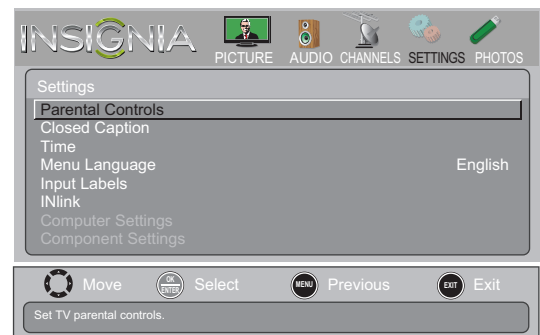 INSIGNIA
PICTURE AUDIO CHANNELS SETTINGS PHOTOS
Settings
Parental Controls
Closed Caption
Time
Menu Language English
Input Labels
INlink
Computer Settings
Component Settings
Move OK ENTER Select MENU Previous EXIT Exit
Set TV parental controls.